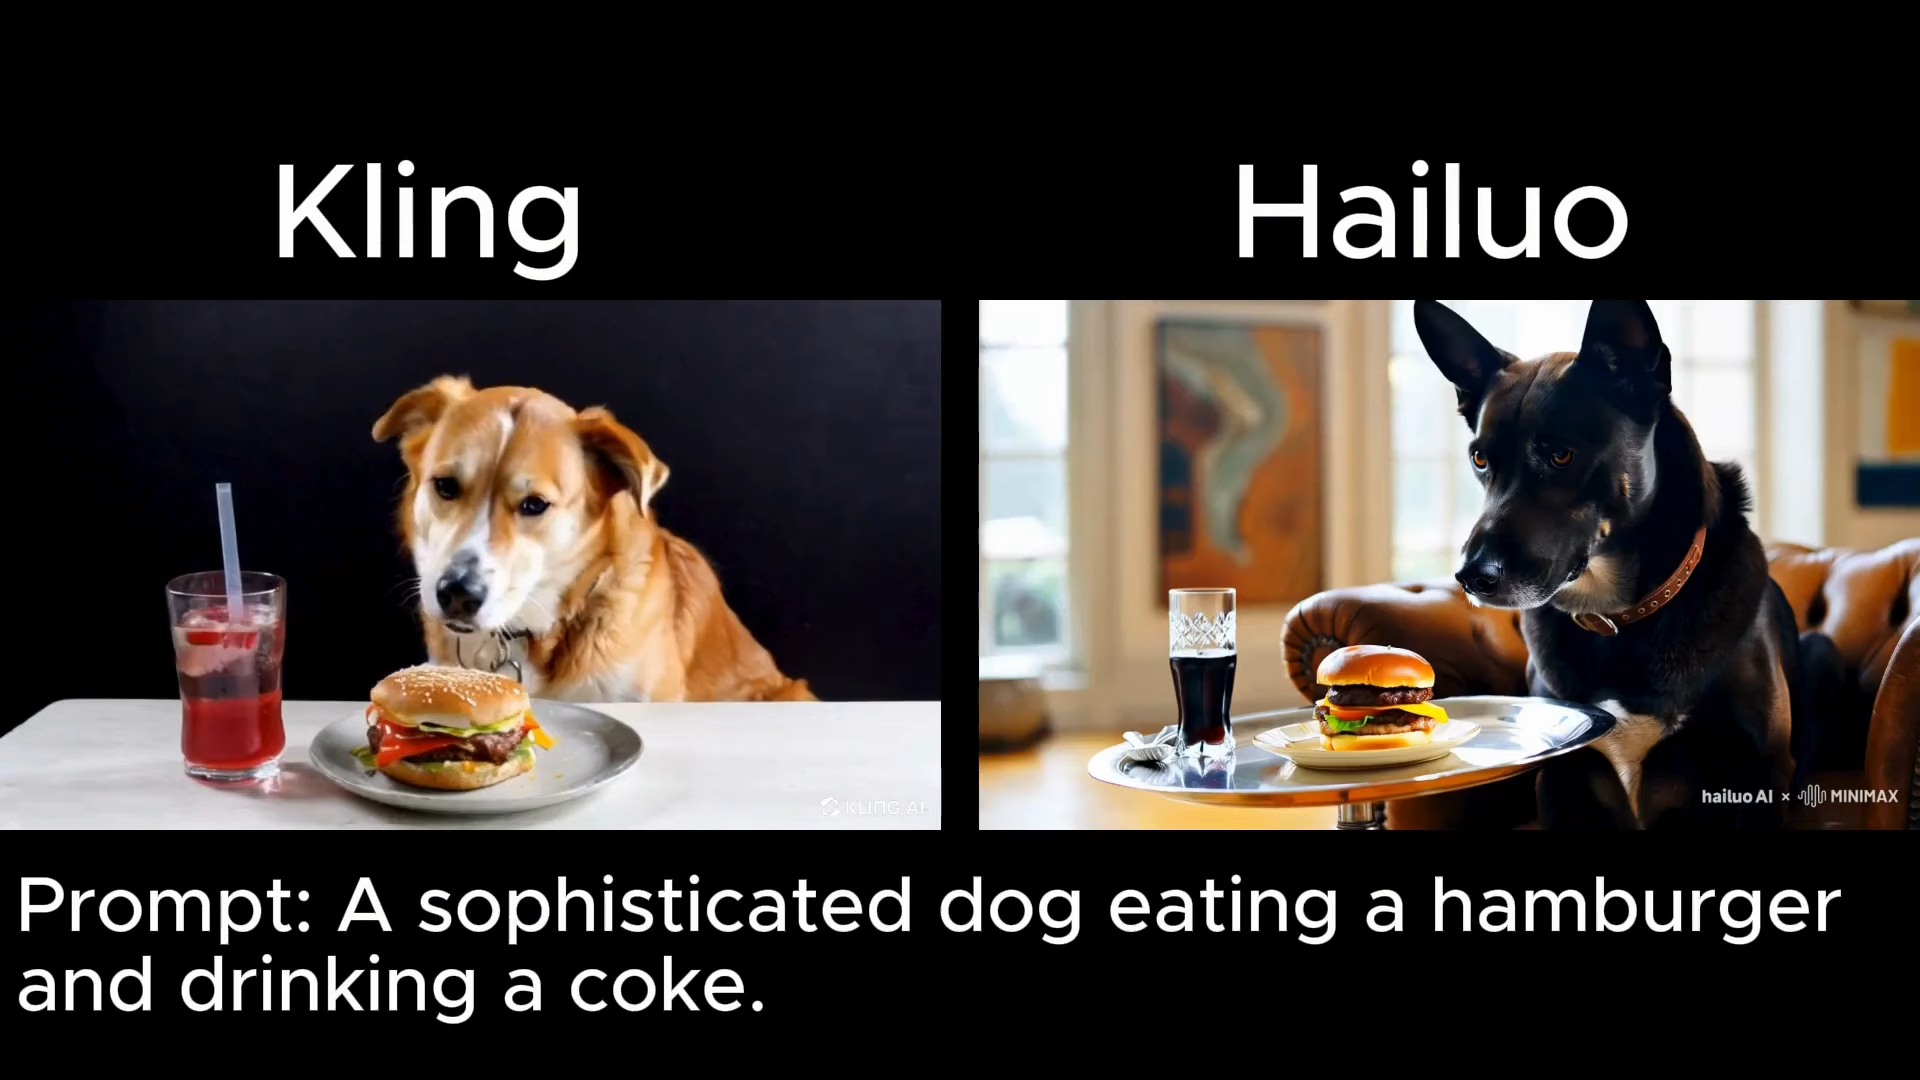 Kling
Hailuo
KLING AI
hailuo AI × MINIMAX
Prompt: A sophisticated dog eating a hamburger
and drinking a coke.